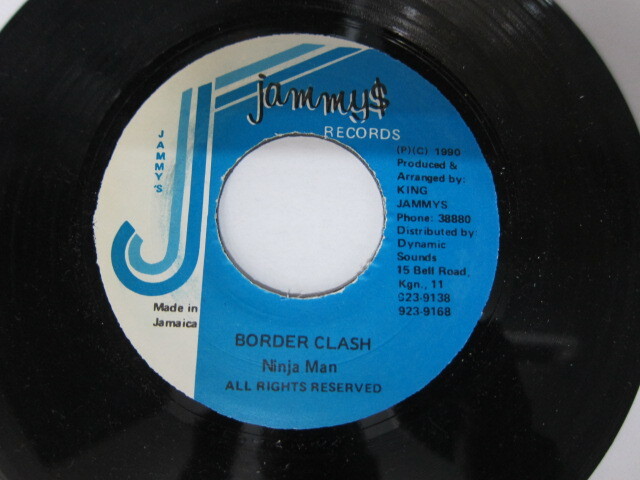 jammy$
RECORDS
JAMMY'S
(P)(C) 1990
Produced &
Arranged by:
KING
JAMMYS
Phone: 38880
Distributed by:
Dynamic
Sounds
15 Bell Road,
Kgn., 11
923-9138
923-9168
Made in
Jamaica
BORDER CLASH
Ninja Man
ALL RIGHTS RESERVED